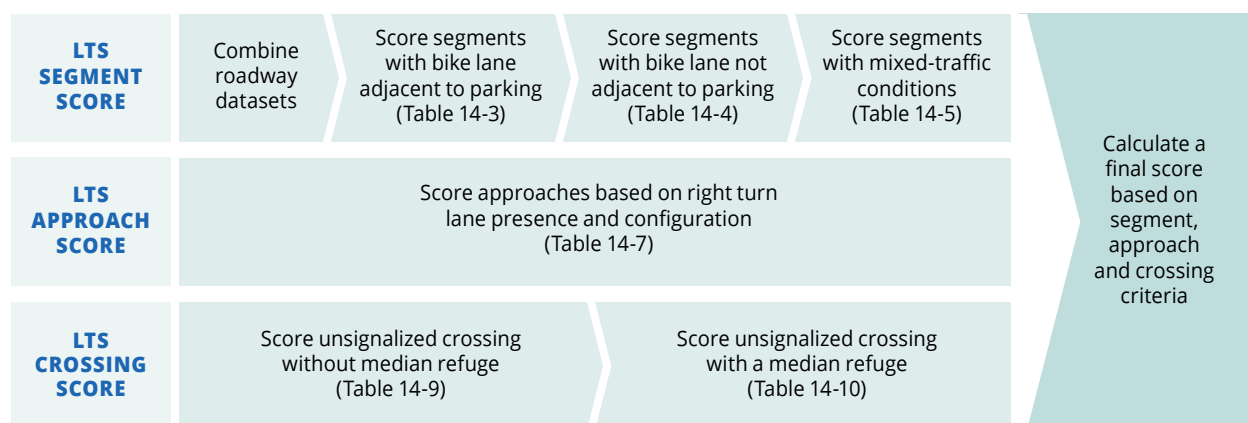 LTS
SEGMENT
SCORE
Combine
roadway
datasets
Score segments
with bike lane
adjacent to parking
(Table 14-3)
Score segments
with bike lane not
adjacent to parking
(Table 14-4)
Score segments
with mixed-traffic
conditions
(Table 14-5)
LTS
APPROACH
SCORE
Score approaches based on right turn
lane presence and configuration
(Table 14-7)
LTS
CROSSING
SCORE
Score unsignalized crossing
without median refuge
(Table 14-9)
Score unsignalized crossing
with a median refuge
(Table 14-10)
Calculate a
final score
based on
segment,
approach
and crossing
criteria